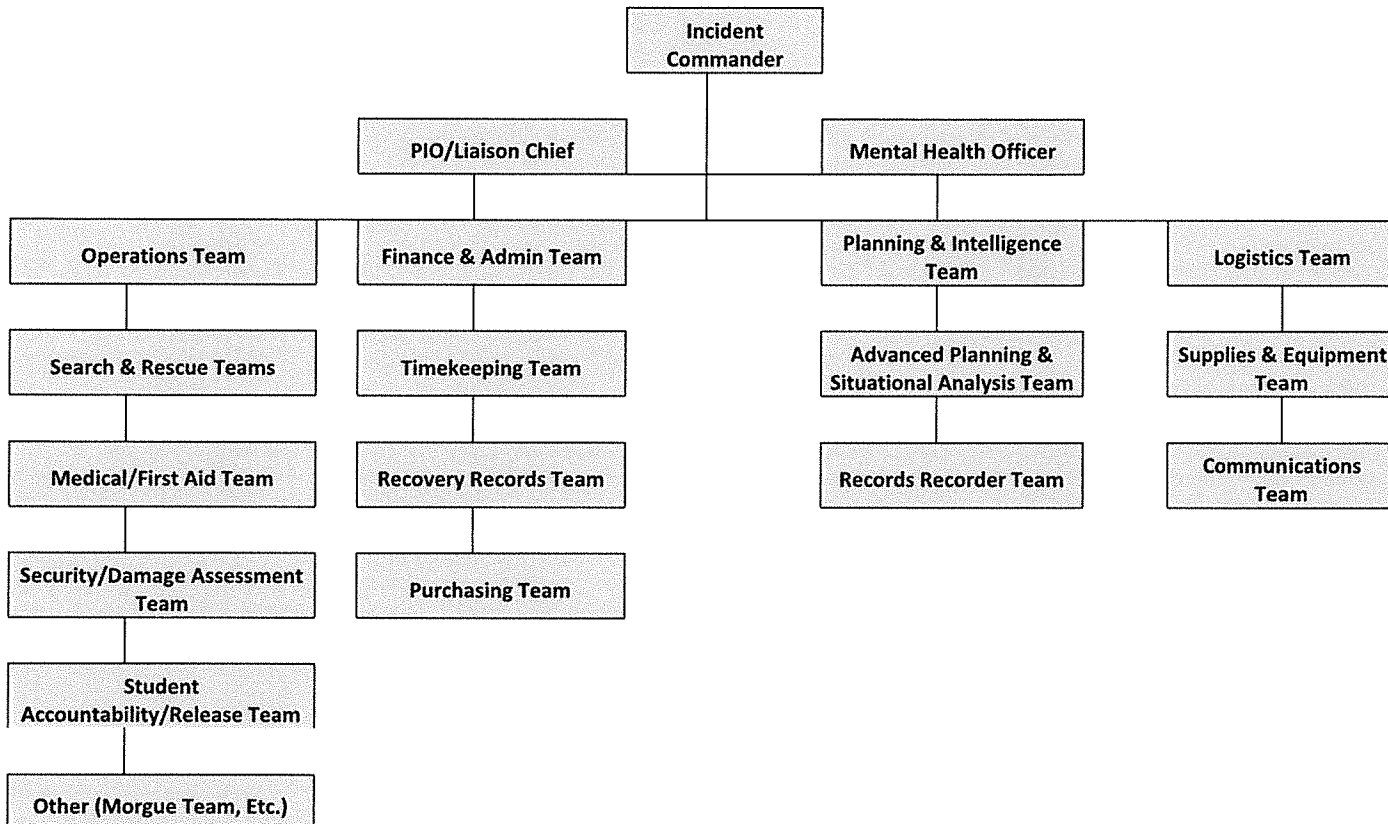 Incident
Commander
PIO/Liaison Chief
Mental Health Officer
Operations Team
Finance & Admin Team
Planning & Intelligence
Team
Logistics Team
Search & Rescue Teams
Timekeeping Team
Advanced Planning &
Situational Analysis Team
Supplies & Equipment
Team
Medical/First Aid Team
Recovery Records Team
Records Recorder Team
Communications
Team
Security/Damage Assessment
Team
Purchasing Team
Student
Accountability/Release Team
Other (Morgue Team, Etc.)